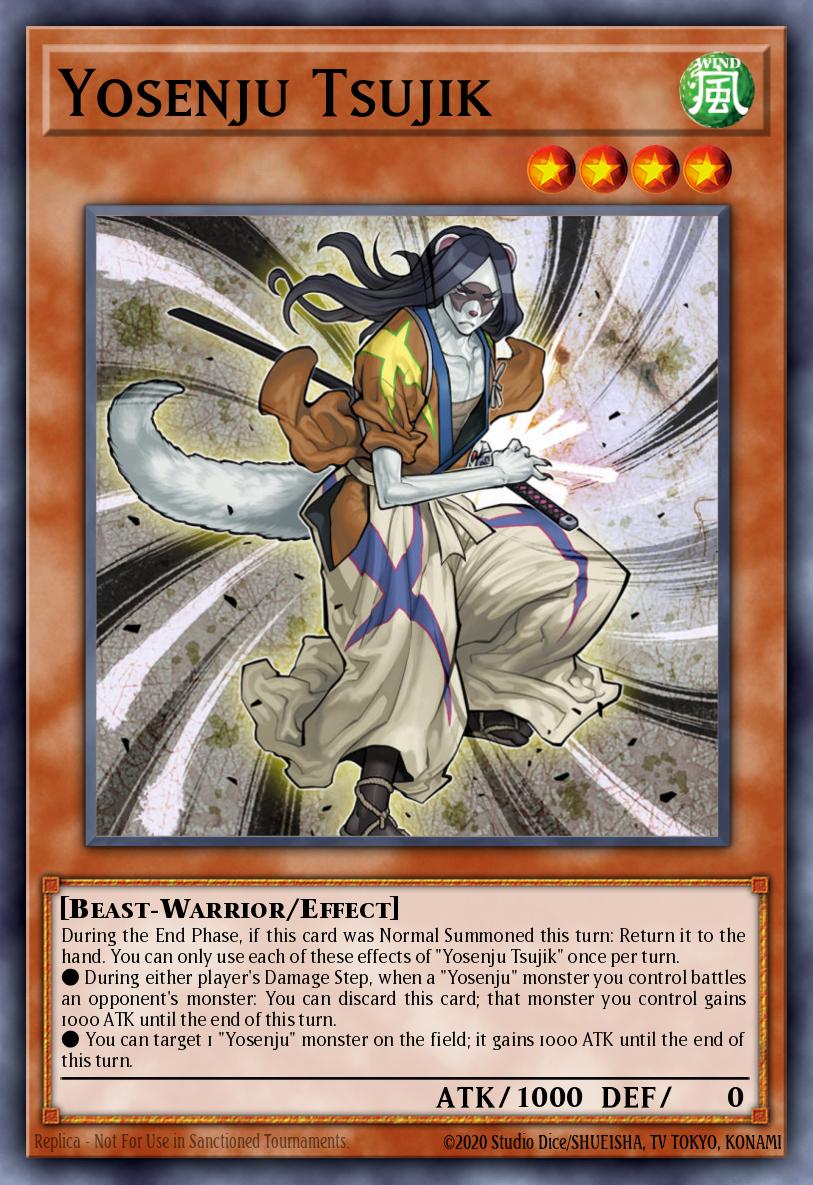 Yosenju Tsujik
WIND
風
[Beast-Warrior/Effect]
During the End Phase, if this card was Normal Summoned this turn: Return it to the
hand. You can only use each of these effects of "Yosenju Tsujik" once per turn.
● During either player's Damage Step, when a "Yosenju" monster you control battles
an opponent's monster: You can discard this card; that monster you control gains
1000 ATK until the end of this turn.
● You can target 1 "Yosenju" monster on the field; it gains 1000 ATK until the end of
this turn.
ATK/1000 DEF/ 0
Replica - Not For Use in Sanctioned Tournaments.
©2020 Studio Dice/SHUEISHA, TV TOKYO, KONAMI